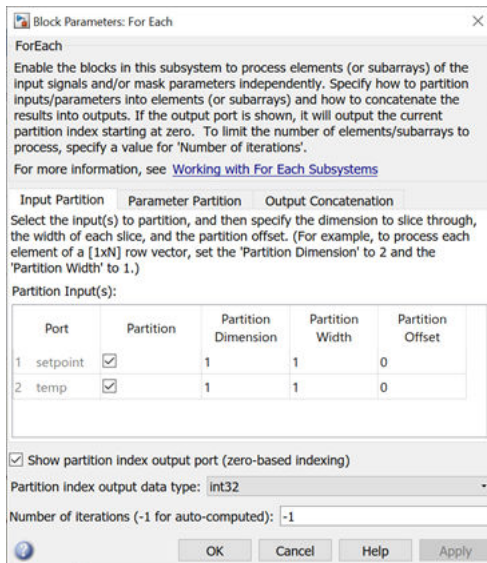 Block Parameters: For Each
ForEach
Enable the blocks in this subsystem to process elements (or subarrays) of the
input signals and/or mask parameters independently. Specify how to partition
inputs/parameters into elements (or subarrays) and how to concatenate the
results into outputs. If the output port is shown, it will output the current
partition index starting at zero.  To limit the number of elements/subarrays to
process, specify a value for 'Number of iterations'.
For more information, see Working with For Each Subsystems
Input Partition Parameter Partition Output Concatenation
Select the input(s) to partition, and then specify the dimension to slice through,
the width of each slice, and the partition offset. (For example, to process each
element of a [1xN] row vector, set the 'Partition Dimension' to 2 and the
'Partition Width' to 1.)
Partition Input(s):
Port Partition Partition Dimension Partition Width Partition Offset
1 setpoint 1 1 0
2 temp 1 1 0
Show partition index output port (zero-based indexing)
Partition index output data type: int32
Number of iterations (-1 for auto-computed): -1
OK Cancel Help Apply